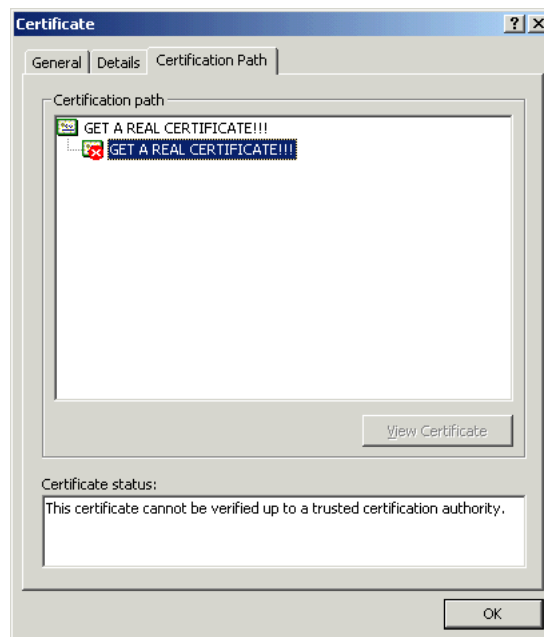 Certificate
General
Details
Certification Path
Certification path
GET A REAL CERTIFICATE!!!
GET A REAL CERTIFICATE!!!
View Certificate
Certificate status:
This certificate cannot be verified up to a trusted certification authority.
OK